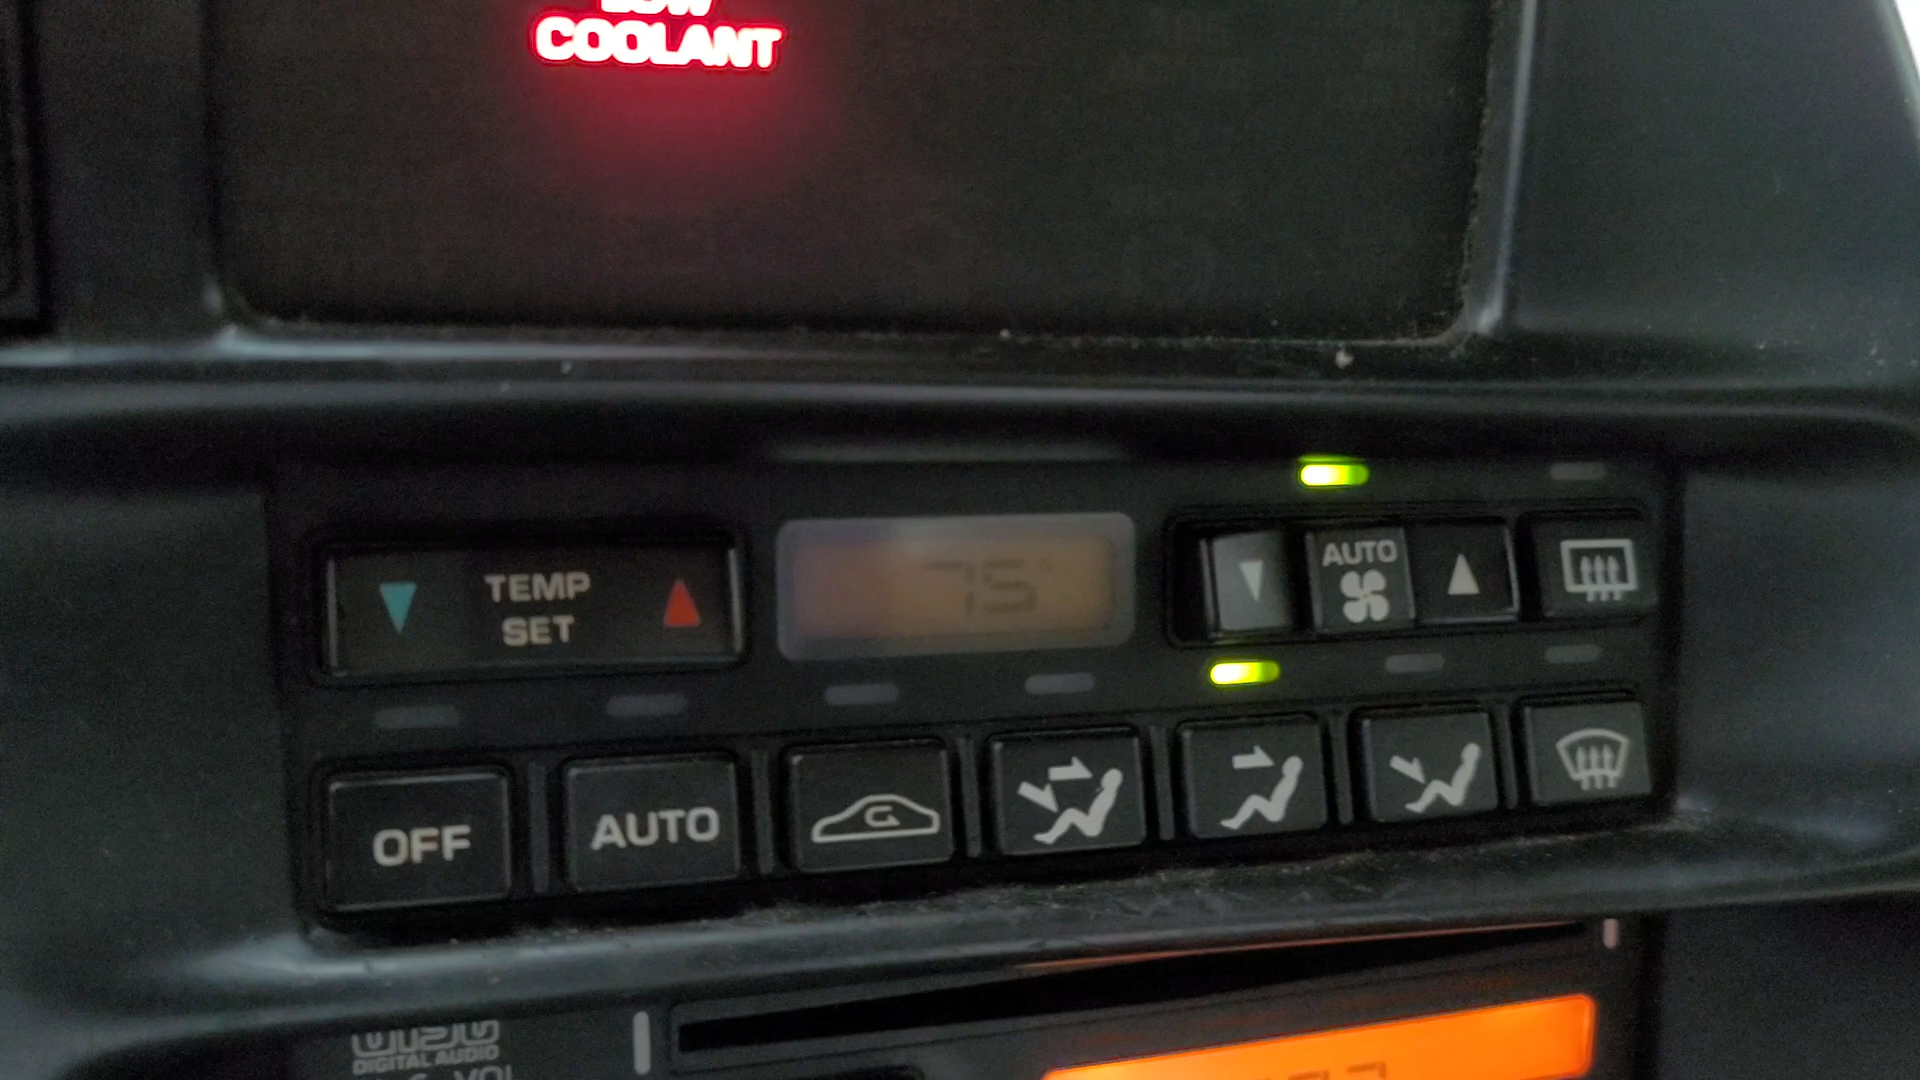 LOW
COOLANT
TEMP
SET
75°
AUTO
OFF
AUTO
DIGITAL AUDIO